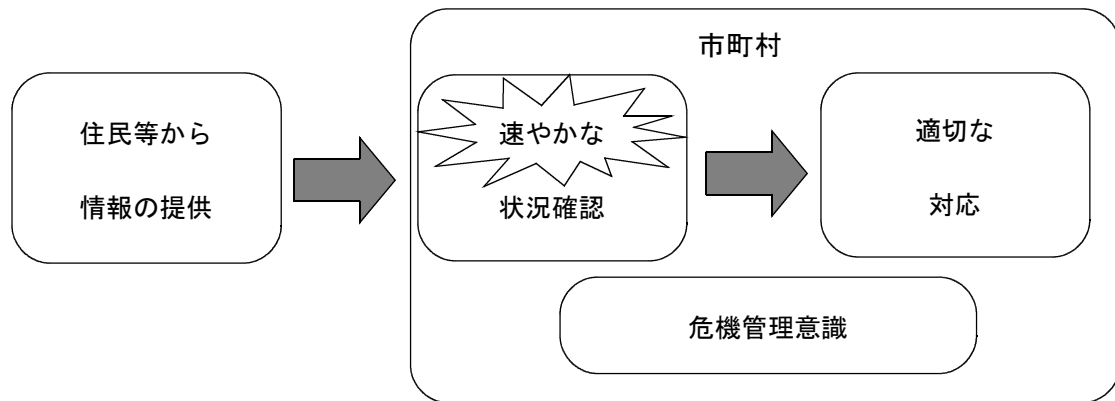 市町村
住民等から
情報の提供
速やかな
状況確認
適切な
対応
危機管理意識